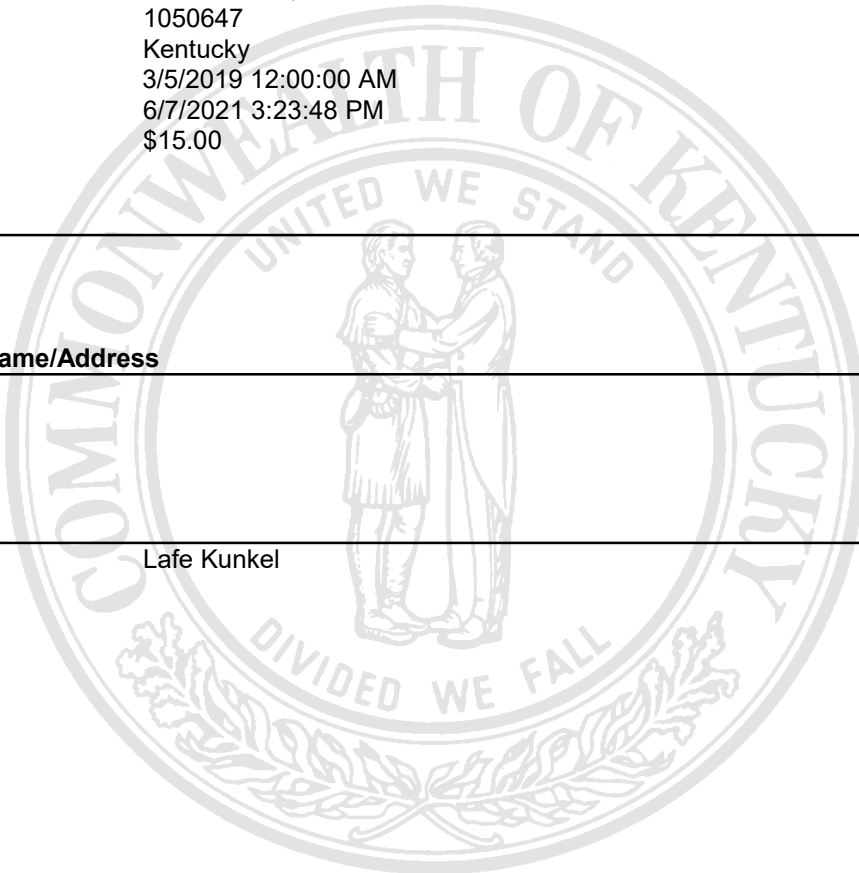 1050647
Kentucky
3/5/2019 12:00:00 AM
6/7/2021 3:23:48 PM
$15.00
ame/Address
Lafe Kunkel
COMMONWEALTH OF KENTUCKY
UNITED WE STAND
DIVIDED WE FALL